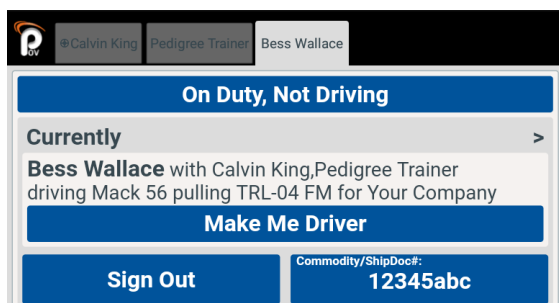 Pov
⊕Calvin King Pedigree Trainer Bess Wallace
On Duty, Not Driving
Currently >
Bess Wallace with Calvin King,Pedigree Trainer
driving Mack 56 pulling TRL-04 FM for Your Company
Make Me Driver
Sign Out
Commodity/ShipDoc#:
12345abc